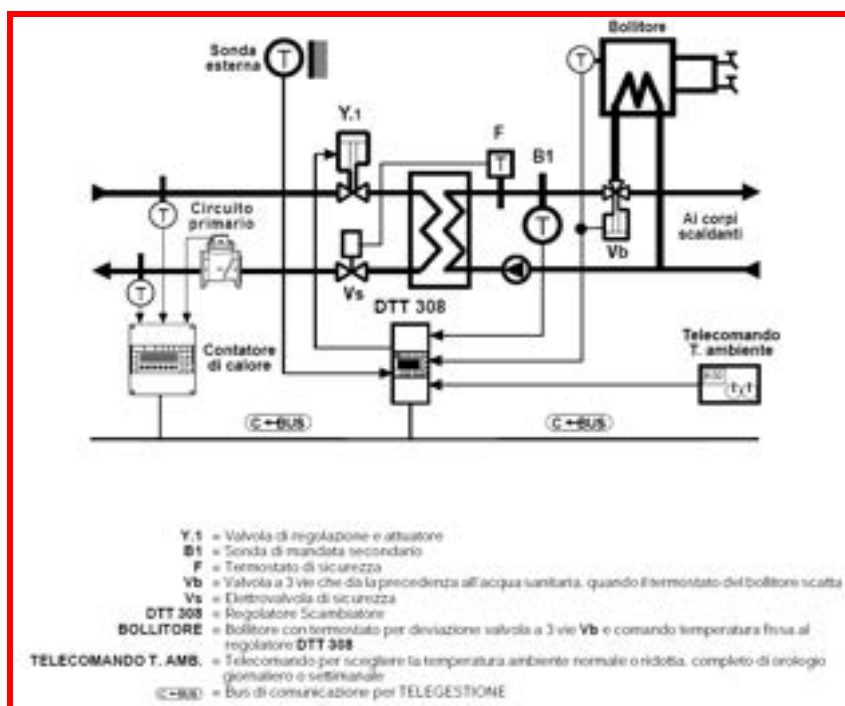 Bollitore
Sonda
esterna
T
T
Y.1
F
T
B1
T
Circuito
primario
T
Ai corpi
scaldanti
Vb
Vs
T
DTT 308
Contatore
di calore
Telecomando
T. ambiente
C BUS
C BUS
Y.1 = Valvola di regolazione e attuatore
B1 = Sonda di mandata secondario
F = Termostato di sicurezza
Vb = Valvola a 3 vie che da la precedenza all'acqua sanitaria, quando il termostato del bollitore scatta
Vs = Elettrovalvola di sicurezza
DTT 308 = Regolatore Scambiatore
BOLLITORE = Bollitore con termostato per deviazione valvola a 3 vie Vb e comando temperatura fissa al
regolatore DTT 308
TELECOMANDO T. AMB. = Telecomando per scegliere la temperatura ambiente normale o ridotta, completo di orologio
giornaliero o settimanale
C BUS = Bus di comunicazione per TELEGESTIONE